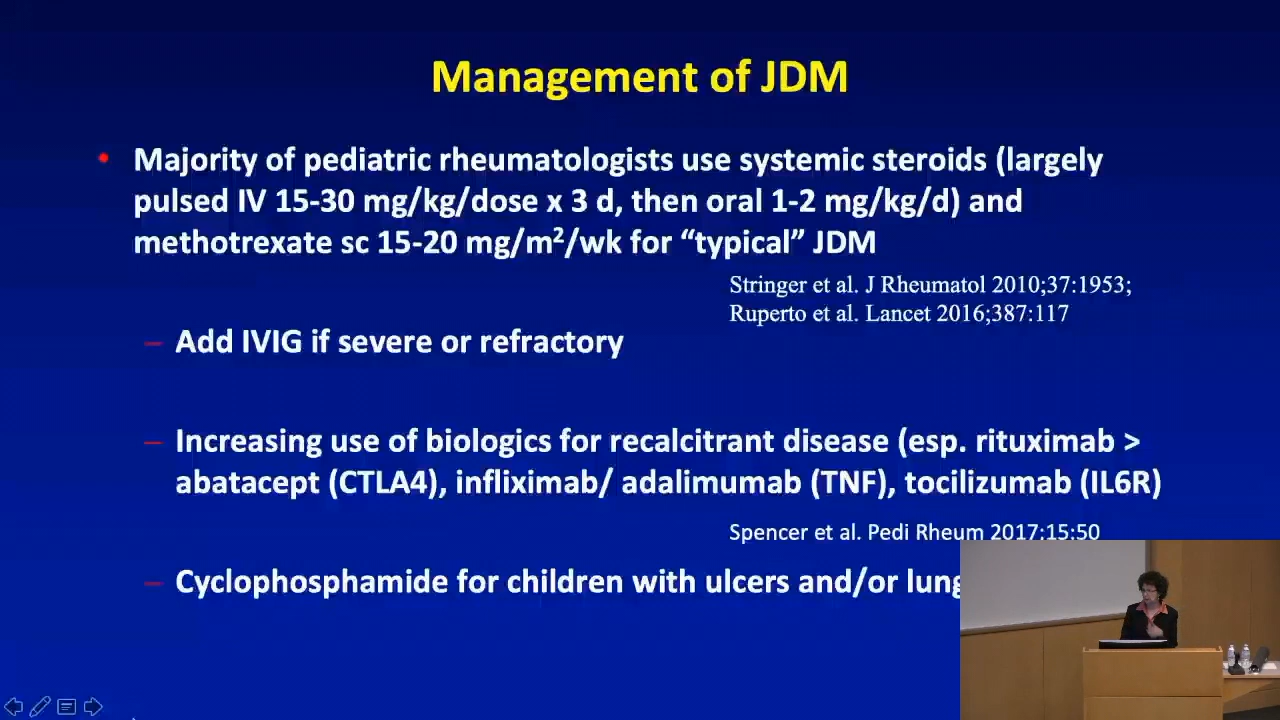 Management of JDM
• Majority of pediatric rheumatologists use systemic steroids (largely
pulsed IV 15-30 mg/kg/dose x 3 d, then oral 1-2 mg/kg/d) and
methotrexate sc 15-20 mg/m²/wk for “typical” JDM
Stringer et al. J Rheumatol 2010;37:1953;
Ruperto et al. Lancet 2016;387:117
– Add IVIG if severe or refractory
– Increasing use of biologics for recalcitrant disease (esp. rituximab >
abatacept (CTLA4), infliximab/ adalimumab (TNF), tocilizumab (IL6R)
Spencer et al. Pedi Rheum 2017;15:50
– Cyclophosphamide for children with ulcers and/or lung